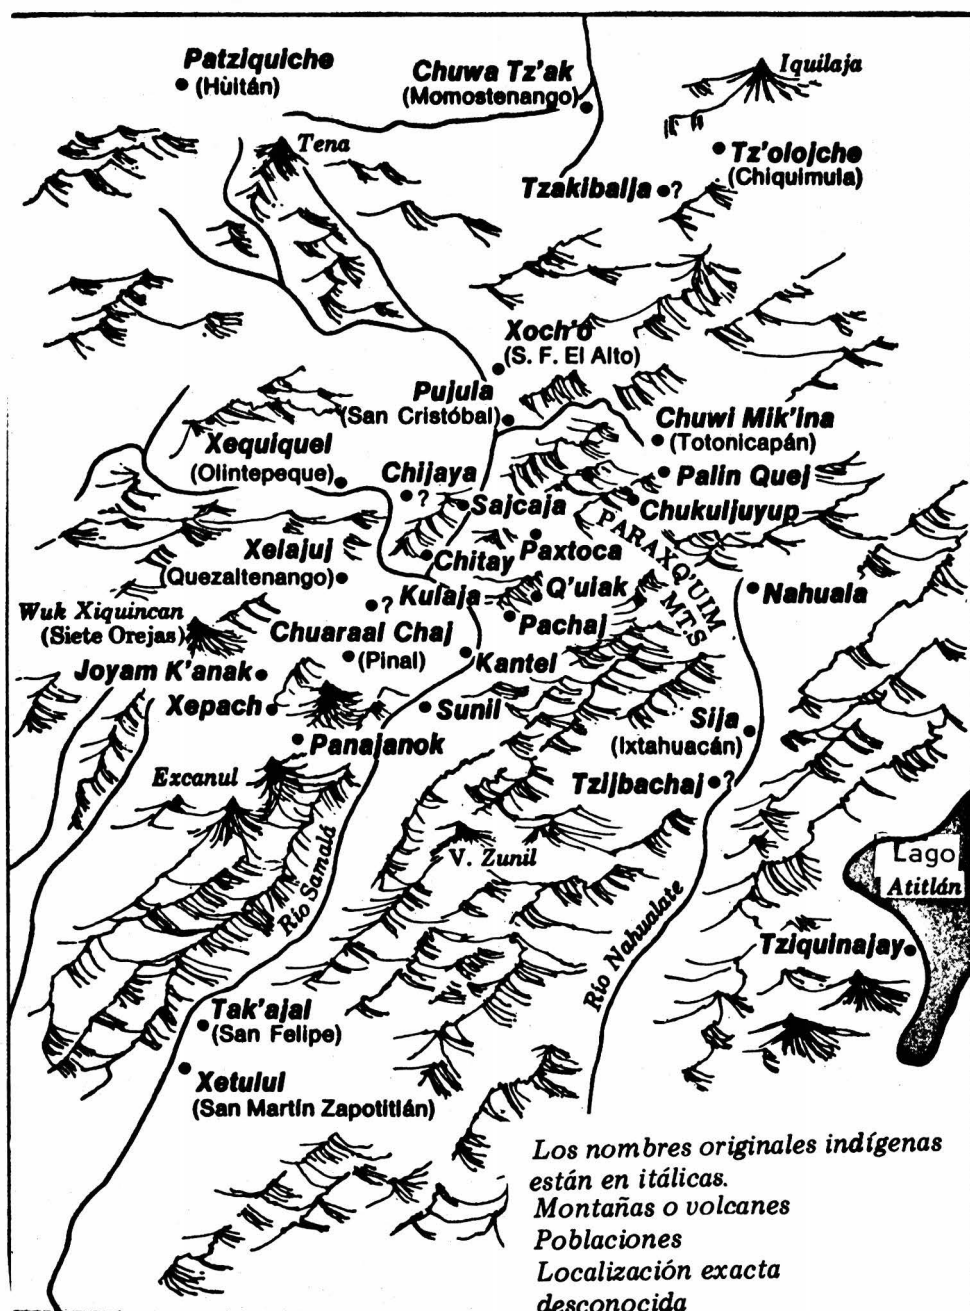 Patziquiche
(Hùitán)
Chuwa Tz'ak
(Momostenango)
Iquilaja
Tena
Tz'olojche
(Chiquimula)
Tzakibalja ?
Xoch'o
(S. F. El Alto)
Pujula
(San Cristóbal)
Chuwi Mik'ina
(Totonicapán)
Xequiquel
(Olintepeque)
Chijaya
?
Palin Quej
Sajcaja
Chukuljuyup
PARAXQ'UIM
MT.S
Xelajuj
(Quezaltenango)
Chitay
Paxtoca
? Kulaja
Q'uiak
Nahuala
Wuk Xiquincan
(Siete Orejas)
Pachaj
Chuaraal Chaj
(Pinal)
Kantel
Joyam K'anak
Xepach
Sunil
Sija
(Ixtahuacán)
Panajanok
Excanul
Tzijbachaj ?
V. Zunil
Lago
Atitlán
Río Samalá
Río Nahualate
Tziquinajay
Tak'ajal
(San Felipe)
Xetulul
(San Martín Zapotitlán)
Los nombres originales indígenas
están en itálicas.
Montañas o volcanes
Poblaciones
Localización exacta
desconocida